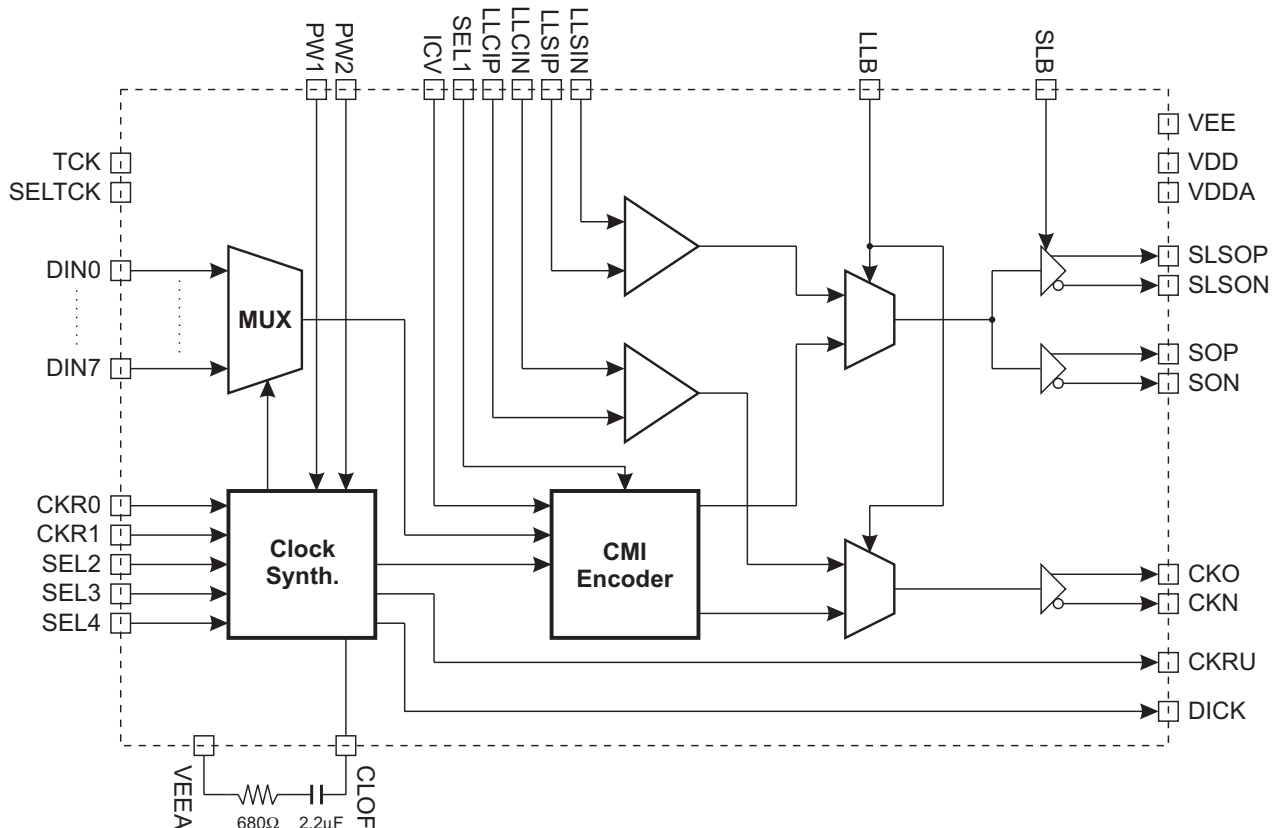 PW1
PW2
ICV
SEL1
LLCIP
LLCIN
LLSIP
LLSIN
LLB
SLB
VEE
TCK
VDD
SELTCK
VDDA
SLSOP
DIN0
SLSON
MUX
SOP
DIN7
SON
CKR0
CKR1
SEL2
SEL3
SEL4
Clock
Synth.
CMI
Encoder
CKO
CKN
CKRU
DICK
VEEA
CLOF
680Ω
2.2µF